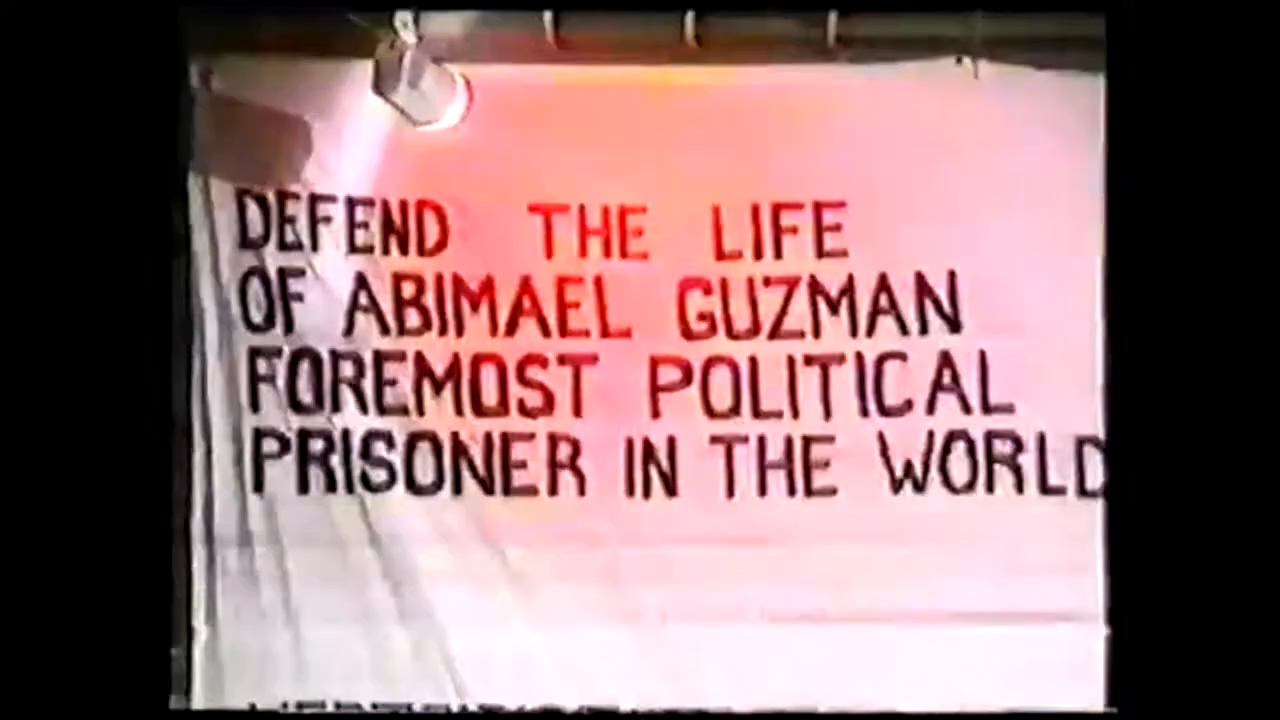 DEFEND THE LIFE
OF ABIMAEL GUZMAN
FOREMOST POLITICAL
PRISONER IN THE WORLD